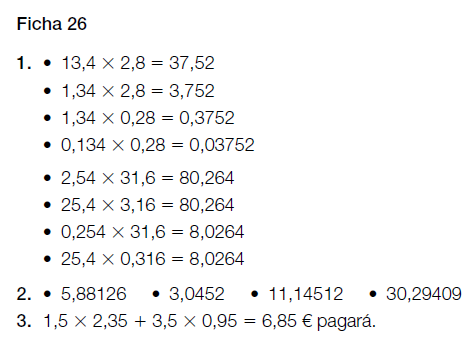 Ficha 26
1. • 13,4 × 2,8 = 37,52
• 1,34 × 2,8 = 3,752
• 1,34 × 0,28 = 0,3752
• 0,134 × 0,28 = 0,03752
• 2,54 × 31,6 = 80,264
• 25,4 × 3,16 = 80,264
• 0,254 × 31,6 = 8,0264
• 25,4 × 0,316 = 8,0264
2. • 5,88126 • 3,0452 • 11,14512 • 30,29409
3. 1,5 × 2,35 + 3,5 × 0,95 = 6,85 € pagará.